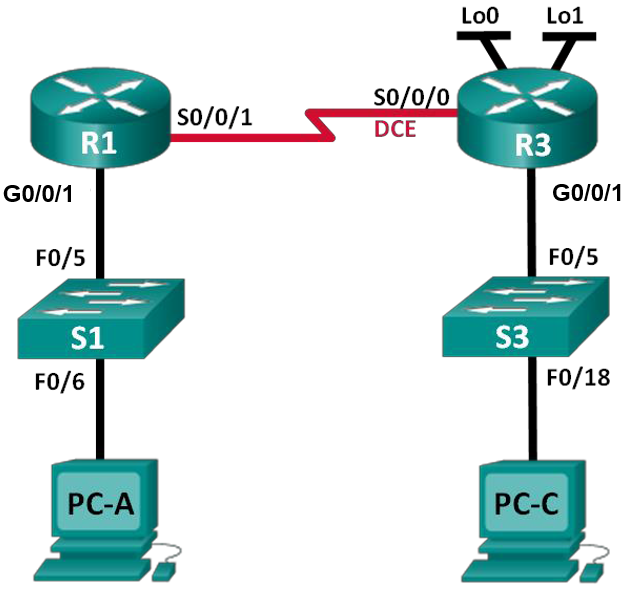 Lo0 Lo1
S0/0/1 S0/0/0
DCE
R1 R3
G0/0/1 G0/0/1
F0/5 F0/5
S1 S3
F0/6 F0/18
PC-A PC-C